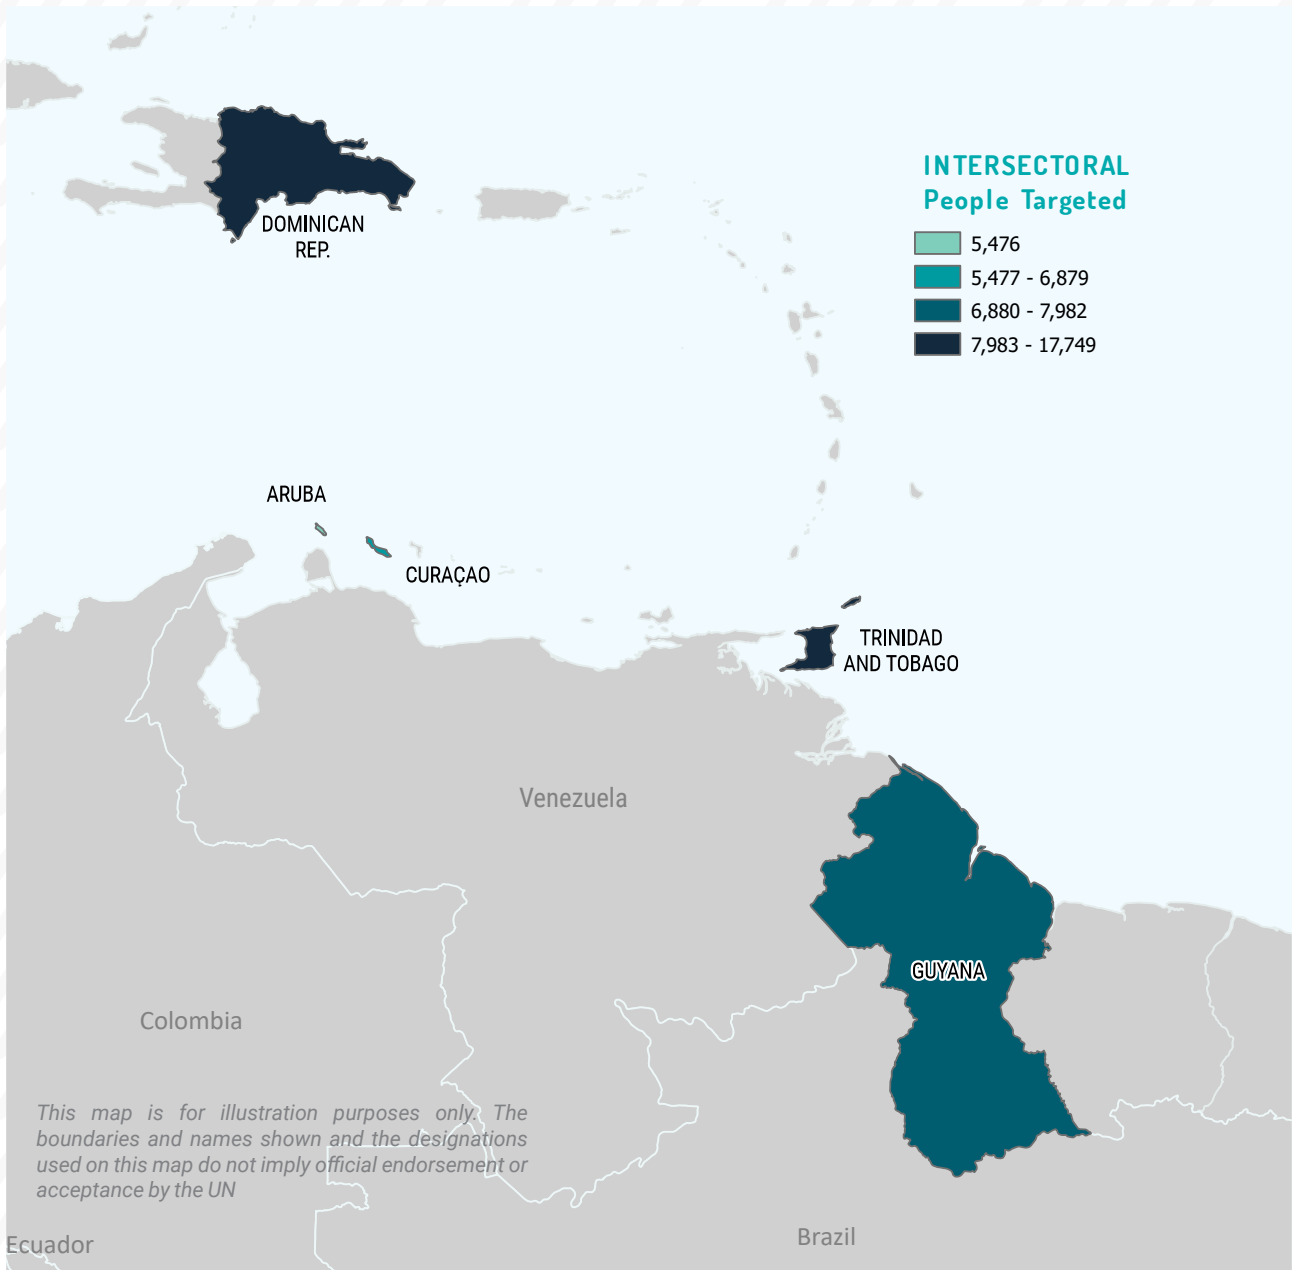 INTERSECTORAL
People Targeted
5,476
5,477 - 6,879
6,880 - 7,982
7,983 - 17,749
DOMINICAN
REP.
ARUBA
CURAÇAO
TRINIDAD
AND TOBAGO
Venezuela
GUYANA
Colombia
This map is for illustration purposes only. The
boundaries and names shown and the designations
used on this map do not imply official endorsement or
acceptance by the UN
Brazil
Ecuador